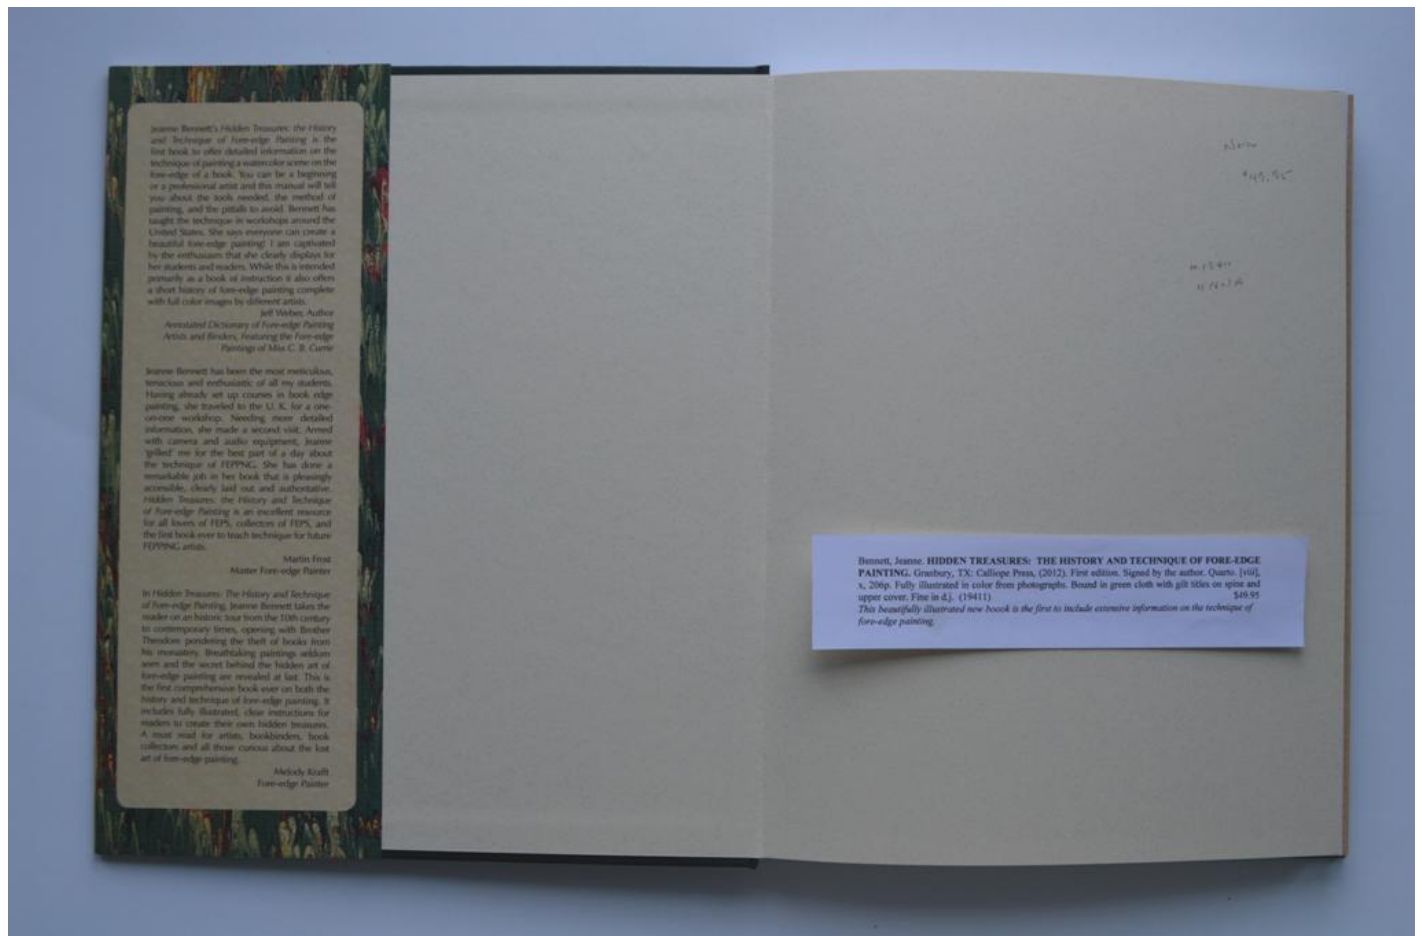 Jeanne Bennett's Hidden Treasures: the History
and Technique of Fore-edge Painting is the
first book to offer detailed information on the
technique of painting a watercolor scene on the
fore-edge of a book. You can be a beginning
or a professional artist and this manual will tell
you about the tools needed, the method of
painting, and the pitfalls to avoid. Bennett has
taught the technique in workshops around the
United States. She says everyone can create a
beautiful fore-edge painting! I am captivated
by the enthusiasm that she clearly displays for
her students and readers. While this is intended
primarily as a book of instruction it also offers
a short history of fore-edge painting complete
with full color images by different artists.
Jeff Weber, Author
Annotated Dictionary of Fore-edge Painting
Artists and Binders, Featuring the Fore-edge
Paintings of Miss C. B. Currie
Jeanne Bennett has been the most meticulous,
tenacious and enthusiastic of all my students.
Having already set up courses in book edge
painting, she traveled to the U. K. for a one-
on-one workshop. Needing more detailed
information, she made a second visit. Armed
with camera and audio equipment, Jeanne
'grilled' me for the best part of a day about
the technique of FEPPNG. She has done a
remarkable job in her book that is pleasingly
accessible, clearly laid out and authoritative.
Hidden Treasures: the History and Technique
of Fore-edge Painting is an excellent resource
for all lovers of FEPS, collectors of FEPS, and
the first book ever to teach technique for future
FEPPING artists.
Martin Frost
Master Fore-edge Painter
In Hidden Treasures: The History and Technique
of Fore-edge Painting, Jeanne Bennett takes the
reader on an historic tour from the 10th century
to contemporary times, opening with Brother
Theodore pondering the theft of books from
his monastery. Breathtaking paintings seldom
seen and the secret behind the hidden art of
fore-edge painting are revealed at last. This is
the first comprehensive book ever on both the
history and technique of fore-edge painting. It
includes fully illustrated, clear instructions for
readers to create their own hidden treasures.
A must read for artists, bookbinders, book
collectors and all those curious about the lost
art of fore-edge painting.
Melody Krafft
Fore-edge Painter
$49.95
Bennett, Jeanne. HIDDEN TREASURES: THE HISTORY AND TECHNIQUE OF FORE-EDGE
PAINTING. Granbury, TX: Calliope Press, (2012). First edition. Signed by the author. Quarto. [viii],
x, 206p. Fully illustrated in color from photographs. Bound in green cloth with gilt titles on spine and
upper cover. Fine in d.j. (19411) $49.95
This beautifully illustrated new boook is the first to include extensive information on the technique of
fore-edge painting.